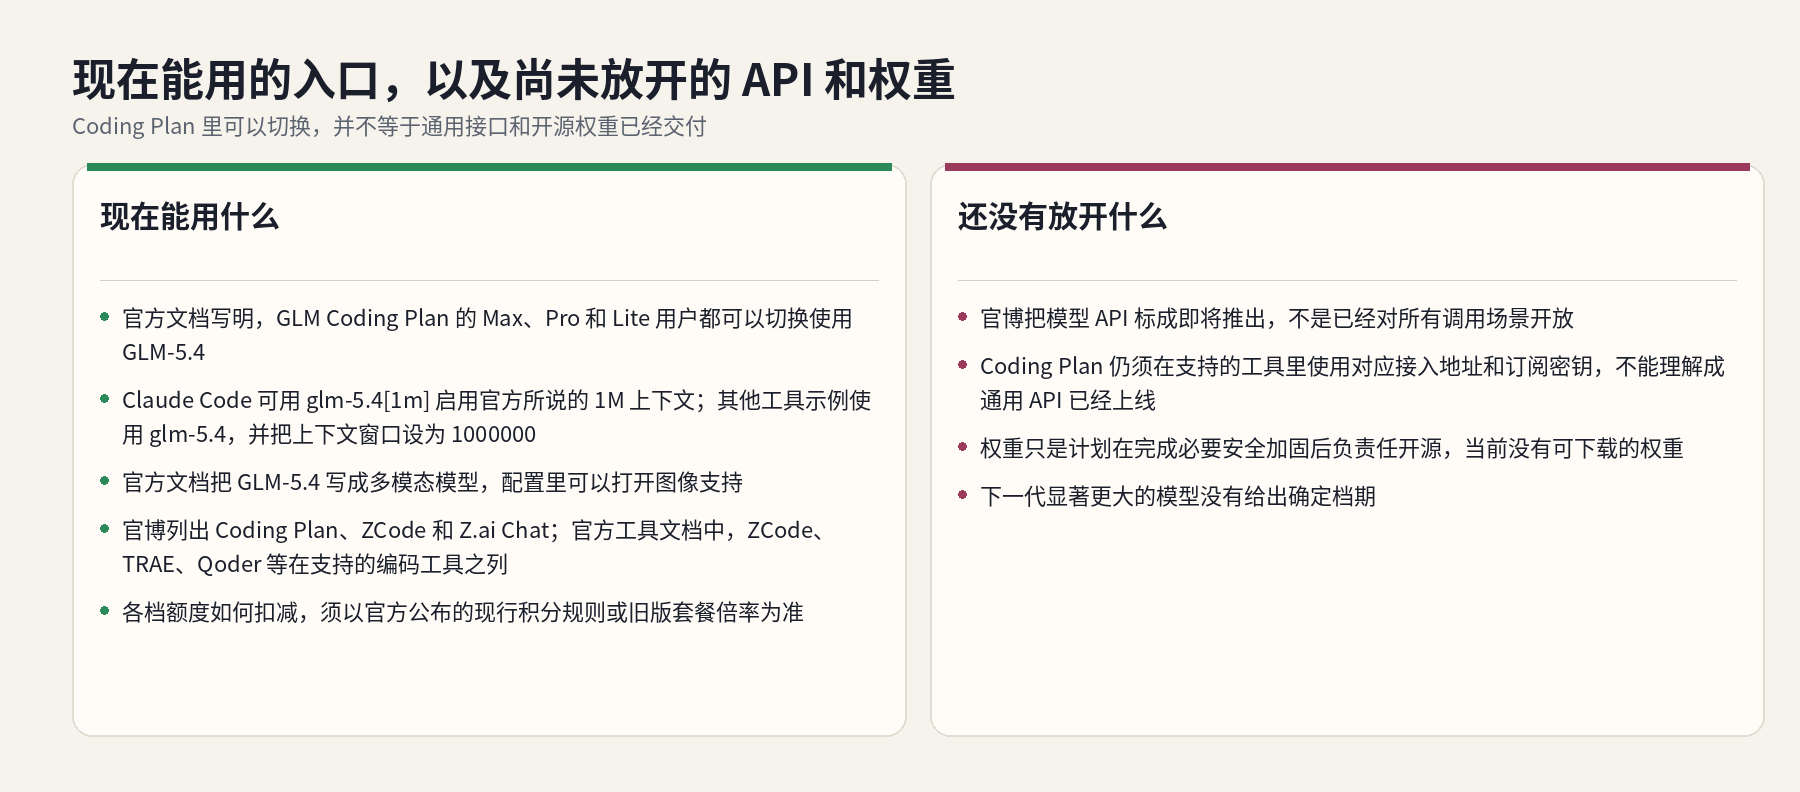 现在能用的入口，以及尚未放开的 API 和权重
Coding Plan 里可以切换，并不等于通用接口和开源权重已经交付
现在能用什么
官方文档写明，GLM Coding Plan 的 Max、Pro 和 Lite 用户都可以切换使用
GLM-5.4
Claude Code 可用 glm-5.4[1m] 启用官方所说的 1M 上下文；其他工具示例使
用 glm-5.4，并把上下文窗口设为 1000000
官方文档把 GLM-5.4 写成多模态模型，配置里可以打开图像支持
官博列出 Coding Plan、ZCode 和 Z.ai Chat；官方工具文档中，ZCode、
TRAE、Qoder 等在支持的编码工具之列
各档额度如何扣减，须以官方公布的现行积分规则或旧版套餐倍率为准
还没有放开什么
官博把模型 API 标成即将推出，不是已经对所有调用场景开放
Coding Plan 仍须在支持的工具里使用对应接入地址和订阅密钥，不能理解成
通用 API 已经上线
权重只是计划在完成必要安全加固后负责任开源，当前没有可下载的权重
下一代显著更大的模型没有给出确定档期